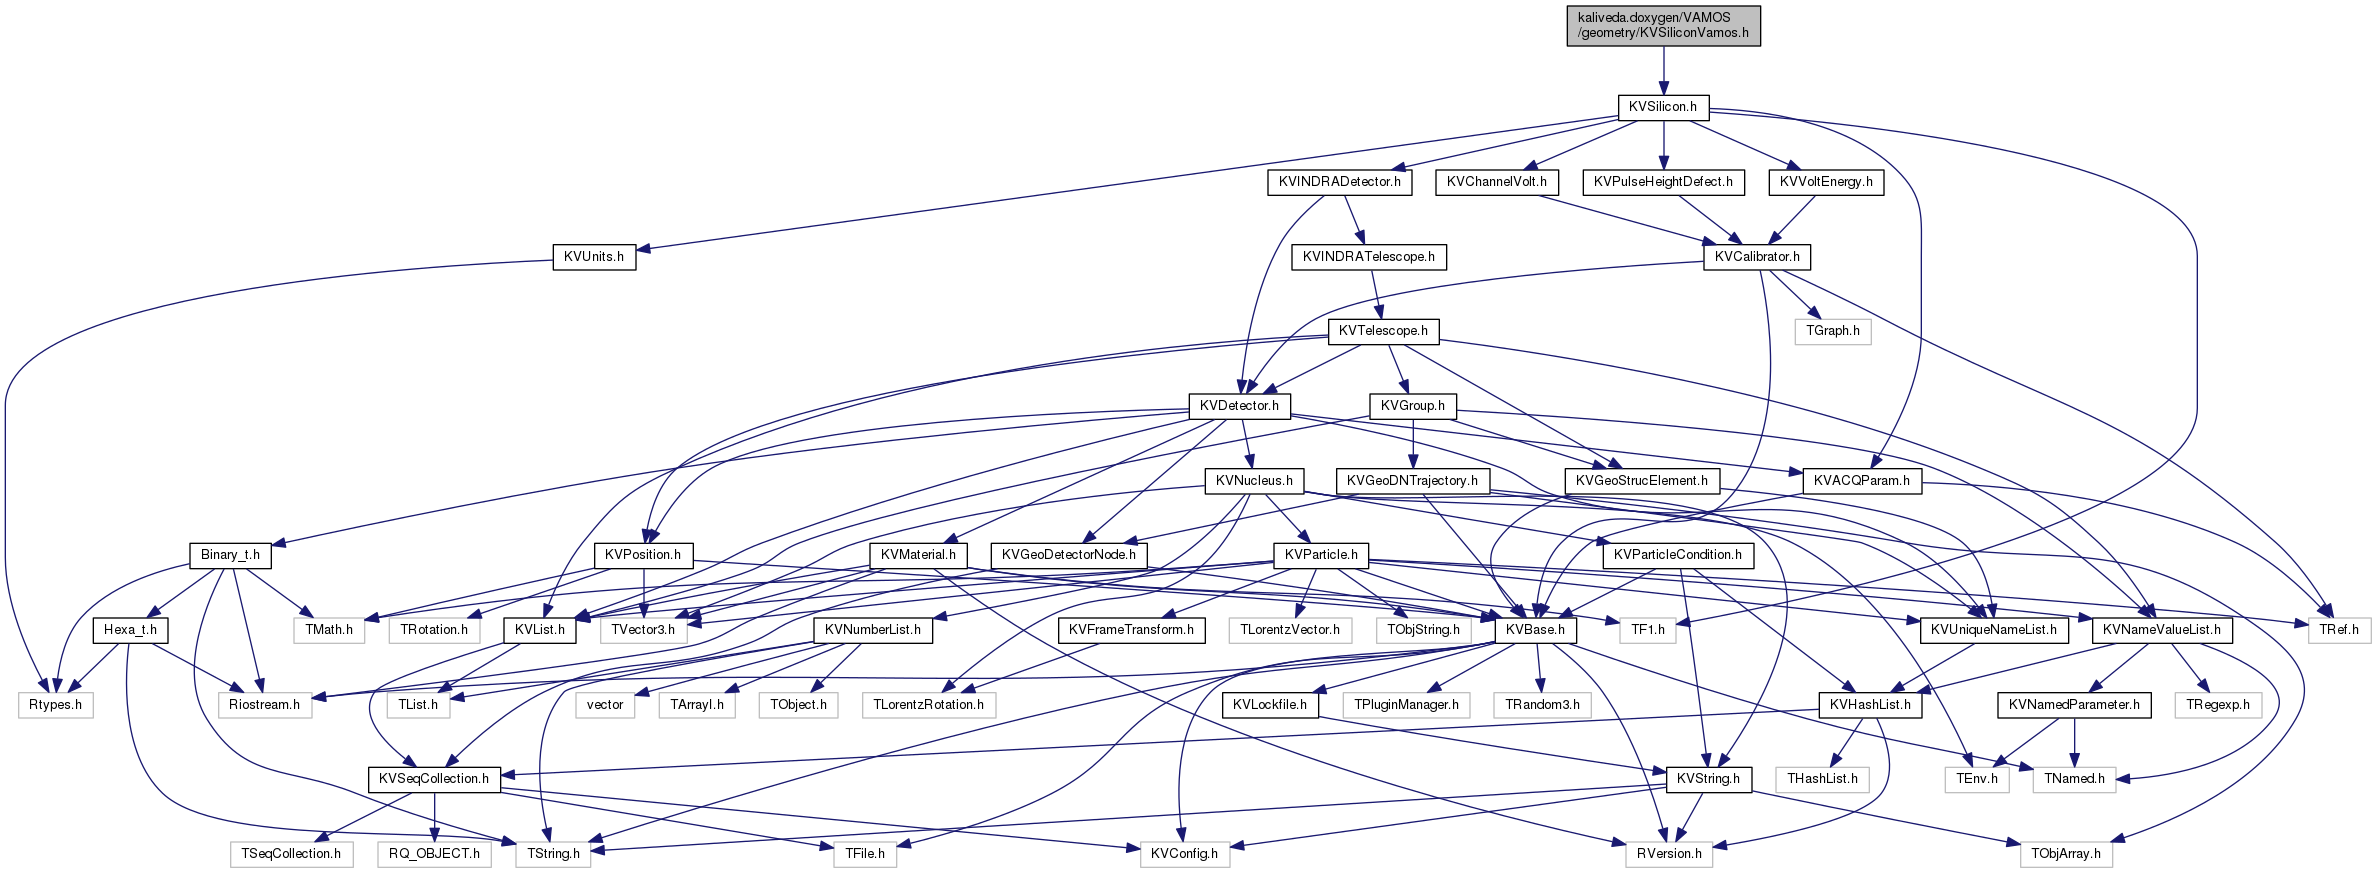 kaliveda.doxygen/VAMOS
/geometry/KVSiliconVamos.h
KVSilicon.h
KVINDRADetector.h
KVChannelVolt.h
KVPulseHeightDefect.h
KVVoltEnergy.h
KVUnits.h
KVINDRATelescope.h
KVCalibrator.h
KVTelescope.h
TGraph.h
KVDetector.h
KVGroup.h
KVNucleus.h
KVGeoDNTrajectory.h
KVGeoStrucElement.h
KVACQParam.h
Binary_t.h
KVPosition.h
KVMaterial.h
KVGeoDetectorNode.h
KVParticle.h
KVParticleCondition.h
Hexa_t.h
TMath.h
TRotation.h
KVList.h
TVector3.h
KVNumberList.h
KVFrameTransform.h
TLorentzVector.h
TObjString.h
KVBase.h
TF1.h
KVUniqueNameList.h
KVNameValueList.h
TRef.h
Rtypes.h
Riostream.h
TList.h
vector
TArrayI.h
TObject.h
TLorentzRotation.h
KVLockfile.h
TPluginManager.h
TRandom3.h
KVHashList.h
KVNamedParameter.h
TRegexp.h
KVSeqCollection.h
KVString.h
THashList.h
TEnv.h
TNamed.h
TSeqCollection.h
RQ_OBJECT.h
TString.h
TFile.h
KVConfig.h
RVersion.h
TObjArray.h